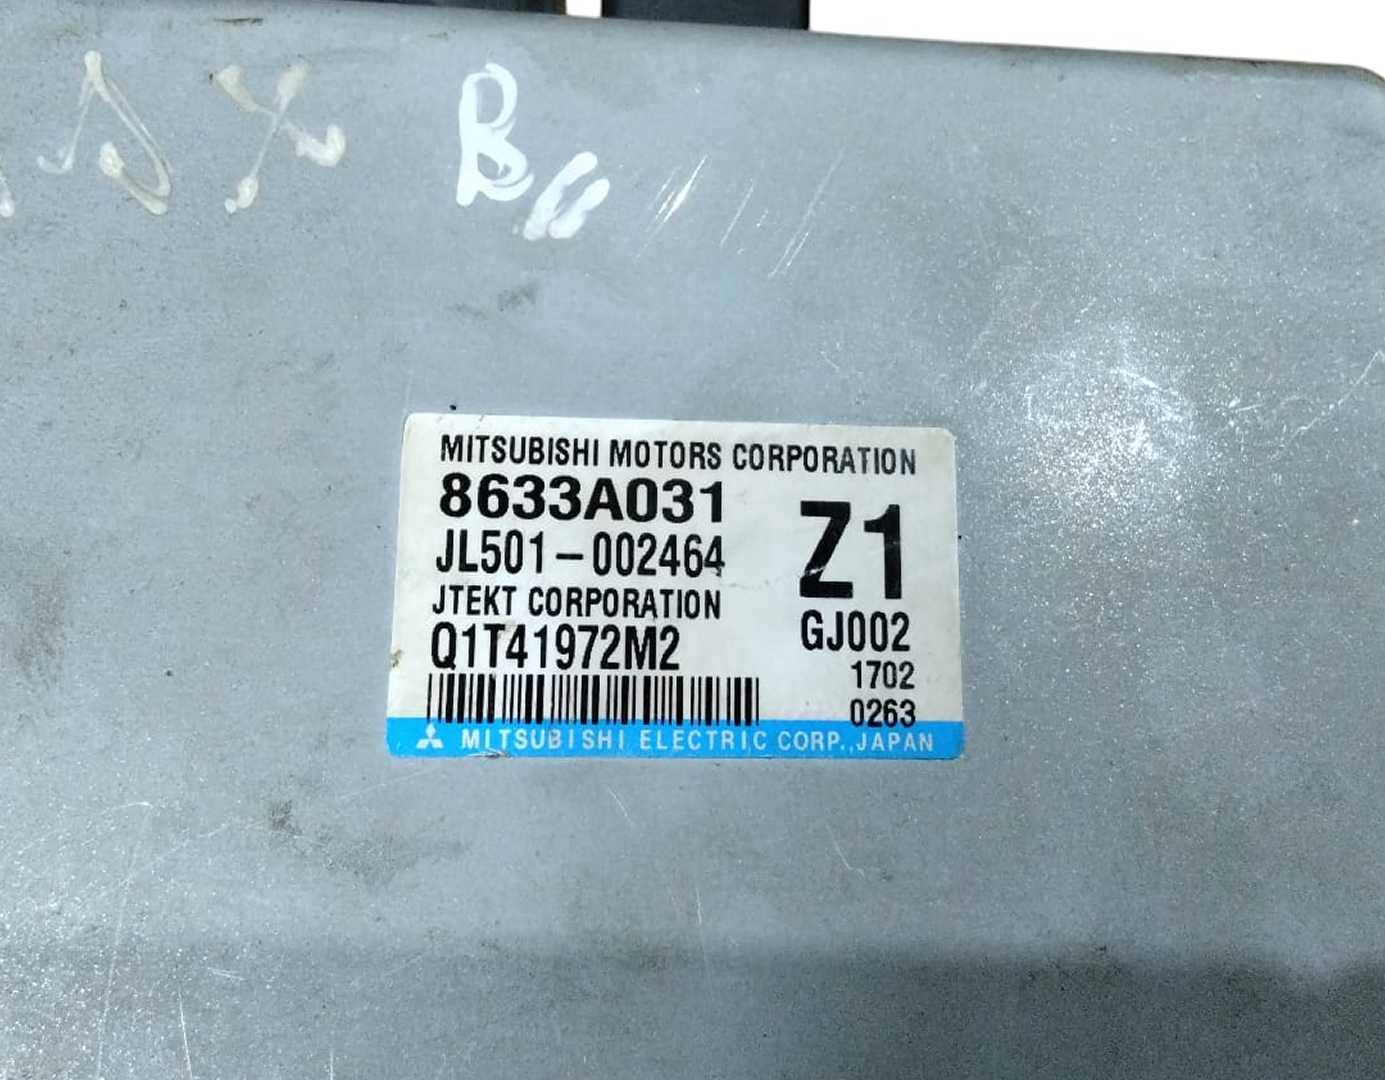 MITSUBISHI MOTORS CORPORATION
8633A031
Z1
JL501-002464
JTEKT CORPORATION
GJ002
Q1T41972M2
1702
0263
MITSUBISHI ELECTRIC CORP., JAPAN